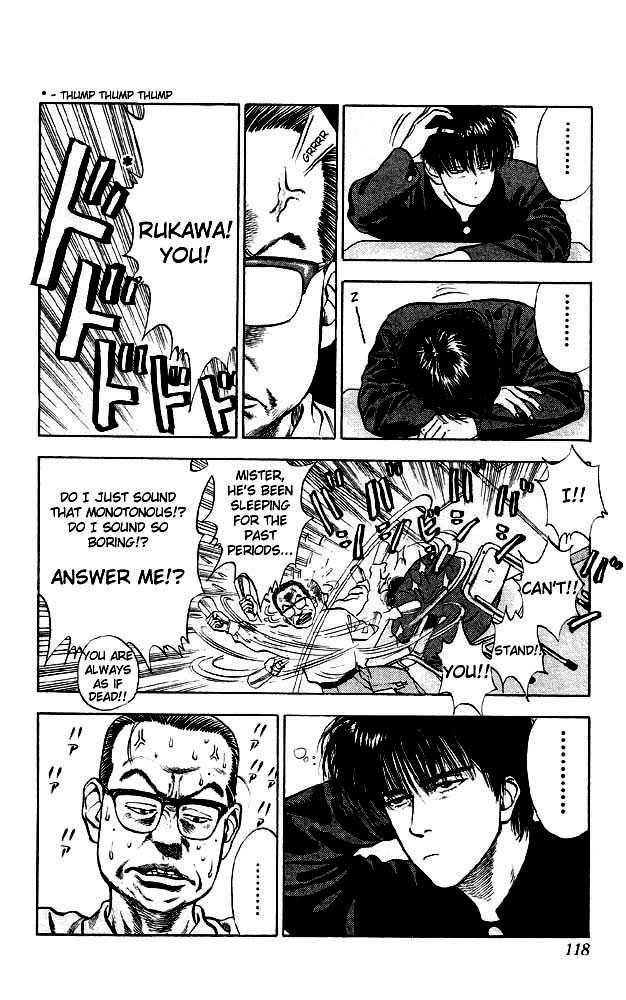 * - THUMP THUMP THUMP
.........
Z
.........
GRRRR
RUKAWA!
YOU!
*
ド
ド
ド
ド
ド
I!!
CAN'T!!
STAND!!
YOU!!
MISTER,
HE'S BEEN
SLEEPING
FOR THE
PAST
PERIODS...
DO I JUST SOUND
THAT MONOTONOUS!?
DO I SOUND SO
BORING!?
ANSWER ME!?
YOU ARE
ALWAYS
AS IF
DEAD!!
.........
.........
118